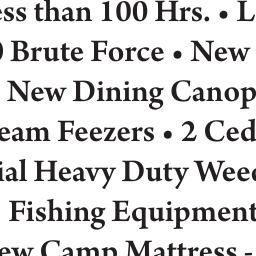 ess than 100 Hrs. • L
0 Brute Force • New
New Dining Canop
eam Feezers • 2 Ced
ial Heavy Duty Wee
Fishing Equipment
ew Camp Mattress -